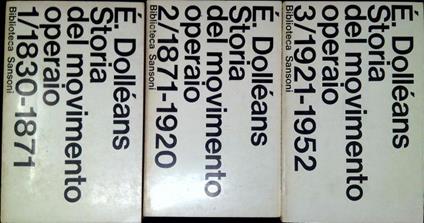 É. Dolléans
Storia
del movimento
operaio
1/1830-1871
Biblioteca Sansoni
É. Dolléans
Storia
del movimento
operaio
2/1871-1920
Biblioteca Sansoni
É. Dolléans
Storia
del movimento
operaio
3/1921-1952
Biblioteca Sansoni